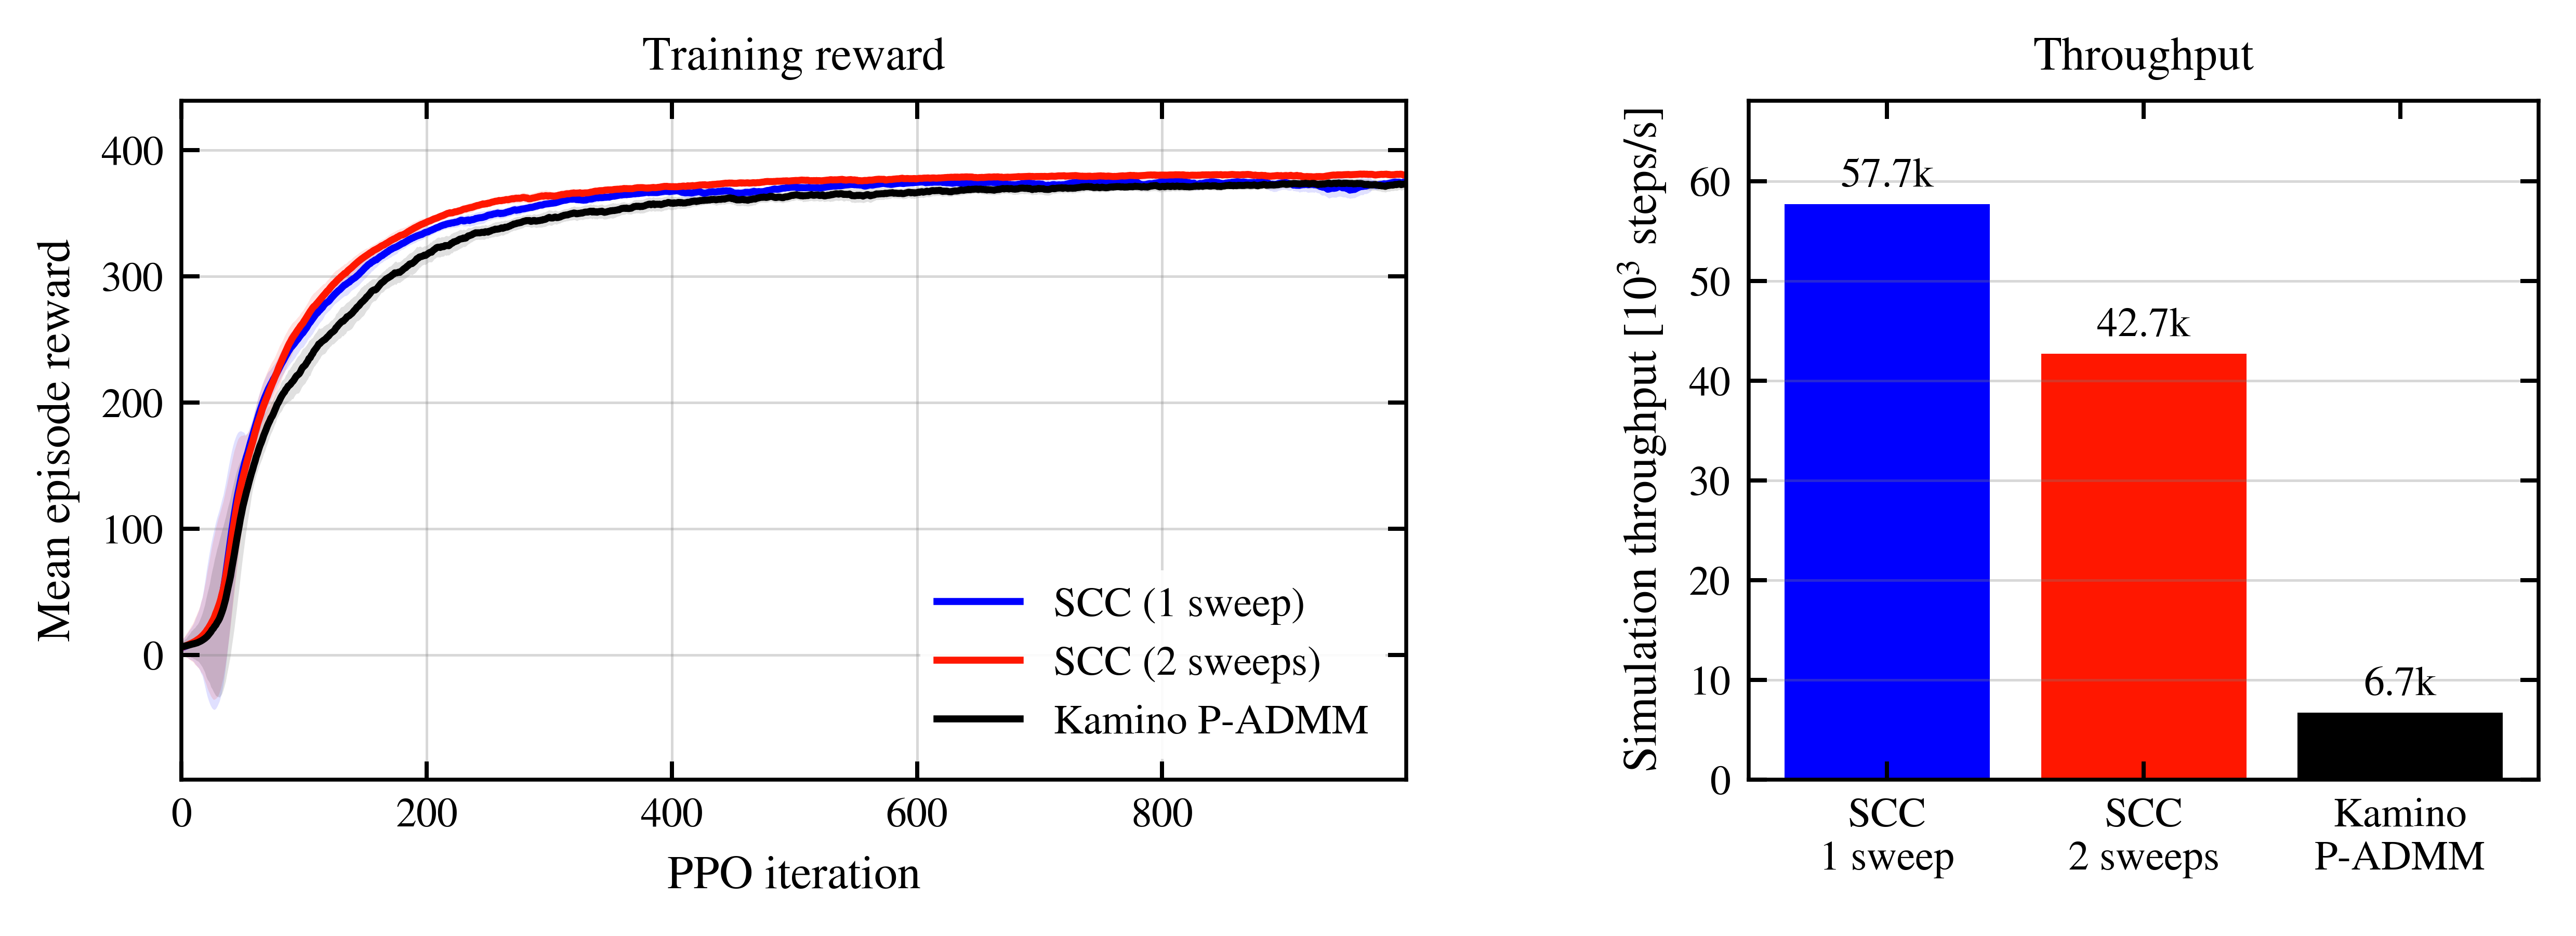 Training reward
Mean episode reward
400
300
200
100
0
0
200
400
600
800
PPO iteration
SCC (1 sweep)
SCC (2 sweeps)
Kamino P-ADMM
Throughput
Simulation throughput [10³ steps/s]
60
50
40
30
20
10
0
57.7k
42.7k
6.7k
SCC
1 sweep
SCC
2 sweeps
Kamino
P-ADMM